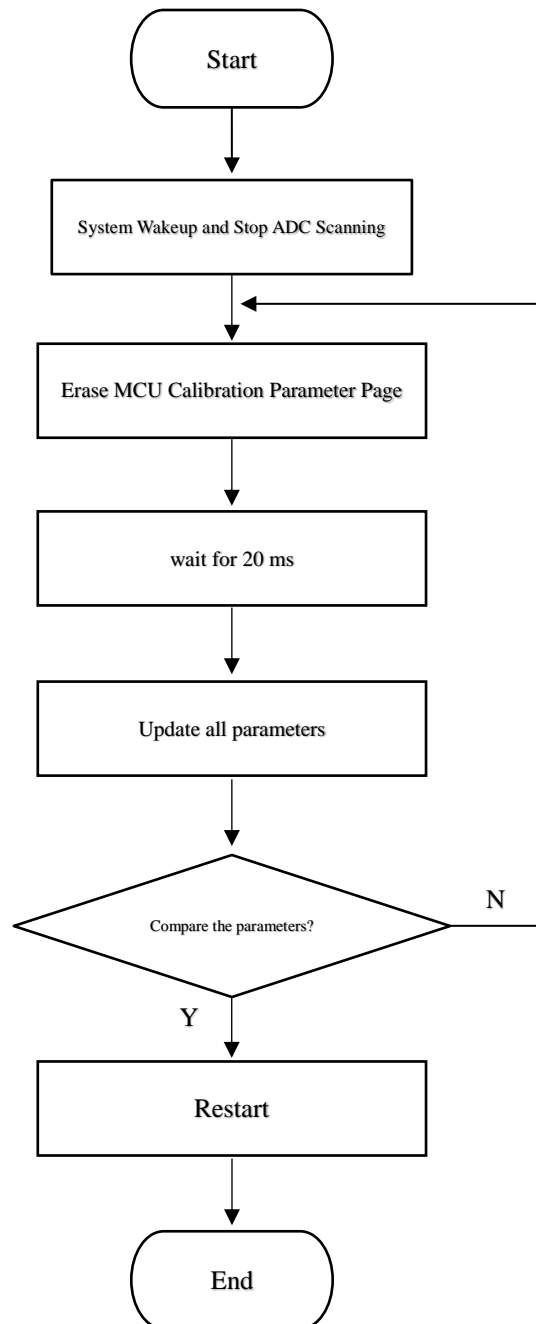 Start
System Wakeup and Stop ADC Scanning
Erase MCU Calibration Parameter Page
wait for 20 ms
Update all parameters
Compare the parameters?
N
Y
Restart
End